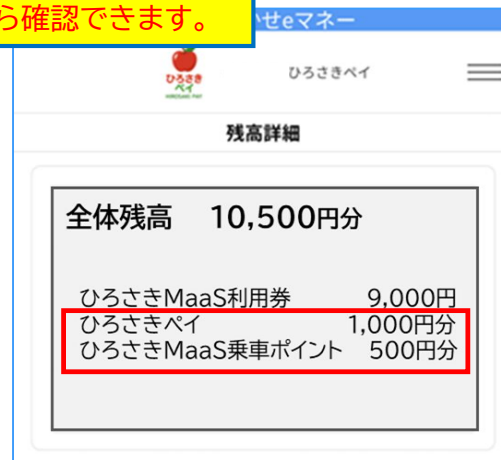 ら確認できます。
かせeマネー
ひろさき
ペイ
ひろさきペイ
残高詳細
全体残高 10,500円分
ひろさきMaaS利用券 9,000円
ひろさきペイ 1,000円分
ひろさきMaaS乗車ポイント 500円分